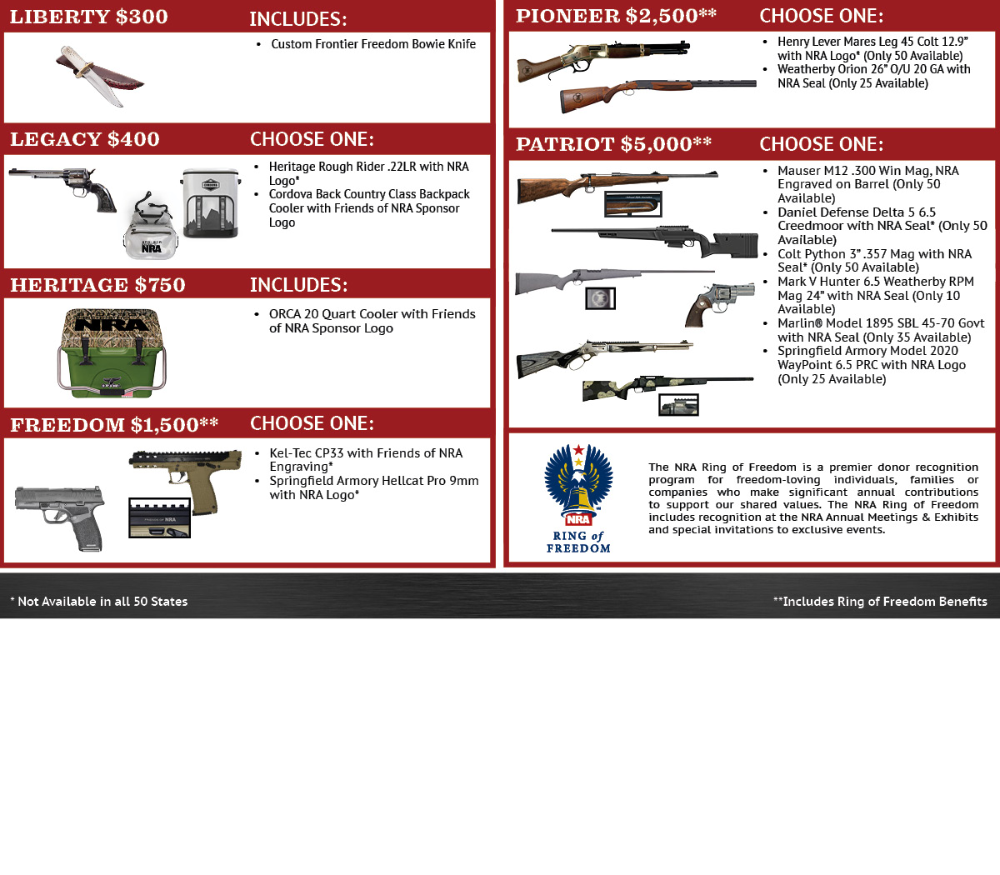 LIBERTY $300
INCLUDES:
• Custom Frontier Freedom Bowie Knife
LEGACY $400
CHOOSE ONE:
• Heritage Rough Rider .22LR with NRA
Logo*
• Cordova Back Country Class Backpack
Cooler with Friends of NRA Sponsor
Logo
NRA
HERITAGE $750
INCLUDES:
• ORCA 20 Quart Cooler with Friends
of NRA Sponsor Logo
NRA
FREEDOM $1,500**
CHOOSE ONE:
• Kel-Tec CP33 with Friends of NRA
Engraving*
• Springfield Armory Hellcat Pro 9mm
with NRA Logo*
FRIENDS OF NRA
PIONEER $2,500**
CHOOSE ONE:
• Henry Lever Mares Leg 45 Colt 12.9”
with NRA Logo* (Only 50 Available)
• Weatherby Orion 26” O/U 20 GA with
NRA Seal (Only 25 Available)
PATRIOT $5,000**
CHOOSE ONE:
• Mauser M12 .300 Win Mag, NRA
Engraved on Barrel (Only 50
Available)
• Daniel Defense Delta 5 6.5
Creedmoor with NRA Seal* (Only 50
Available)
• Colt Python 3” .357 Mag with NRA
Seal* (Only 50 Available)
• Mark V Hunter 6.5 Weatherby RPM
Mag 24” with NRA Seal (Only 10
Available)
• Marlin® Model 1895 SBL 45-70 Govt
with NRA Seal (Only 35 Available)
• Springfield Armory Model 2020
WayPoint 6.5 PRC with NRA Logo
(Only 25 Available)
NRA
RING of
FREEDOM
The NRA Ring of Freedom is a premier donor recognition
program for freedom-loving individuals, families or
companies who make significant annual contributions
to support our shared values. The NRA Ring of Freedom
includes recognition at the NRA Annual Meetings & Exhibits
and special invitations to exclusive events.
* Not Available in all 50 States
**Includes Ring of Freedom Benefits